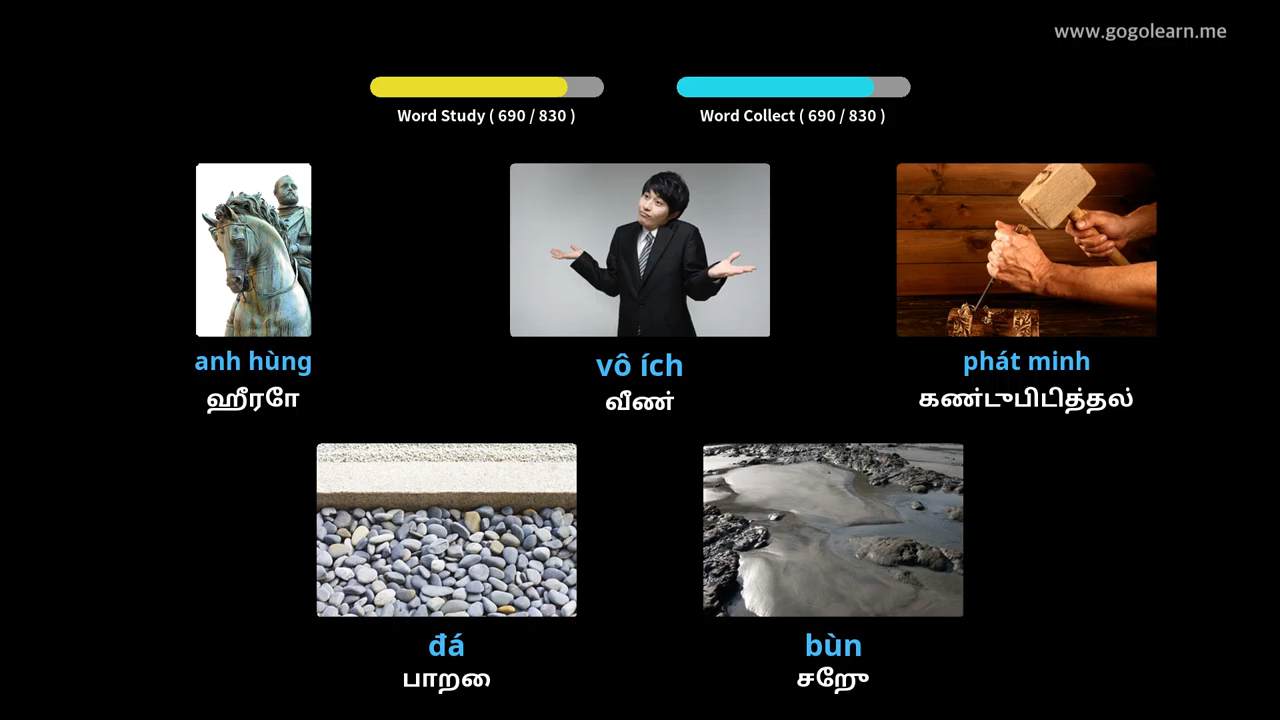 www.gogolearn.me
Word Study ( 690 / 830 )
Word Collect ( 690 / 830 )
anh hùng
ஹீரோ
vô ích
வீண்
phát minh
கண்டுபிடித்தல்
đá
பாறை
bùn
சேறு